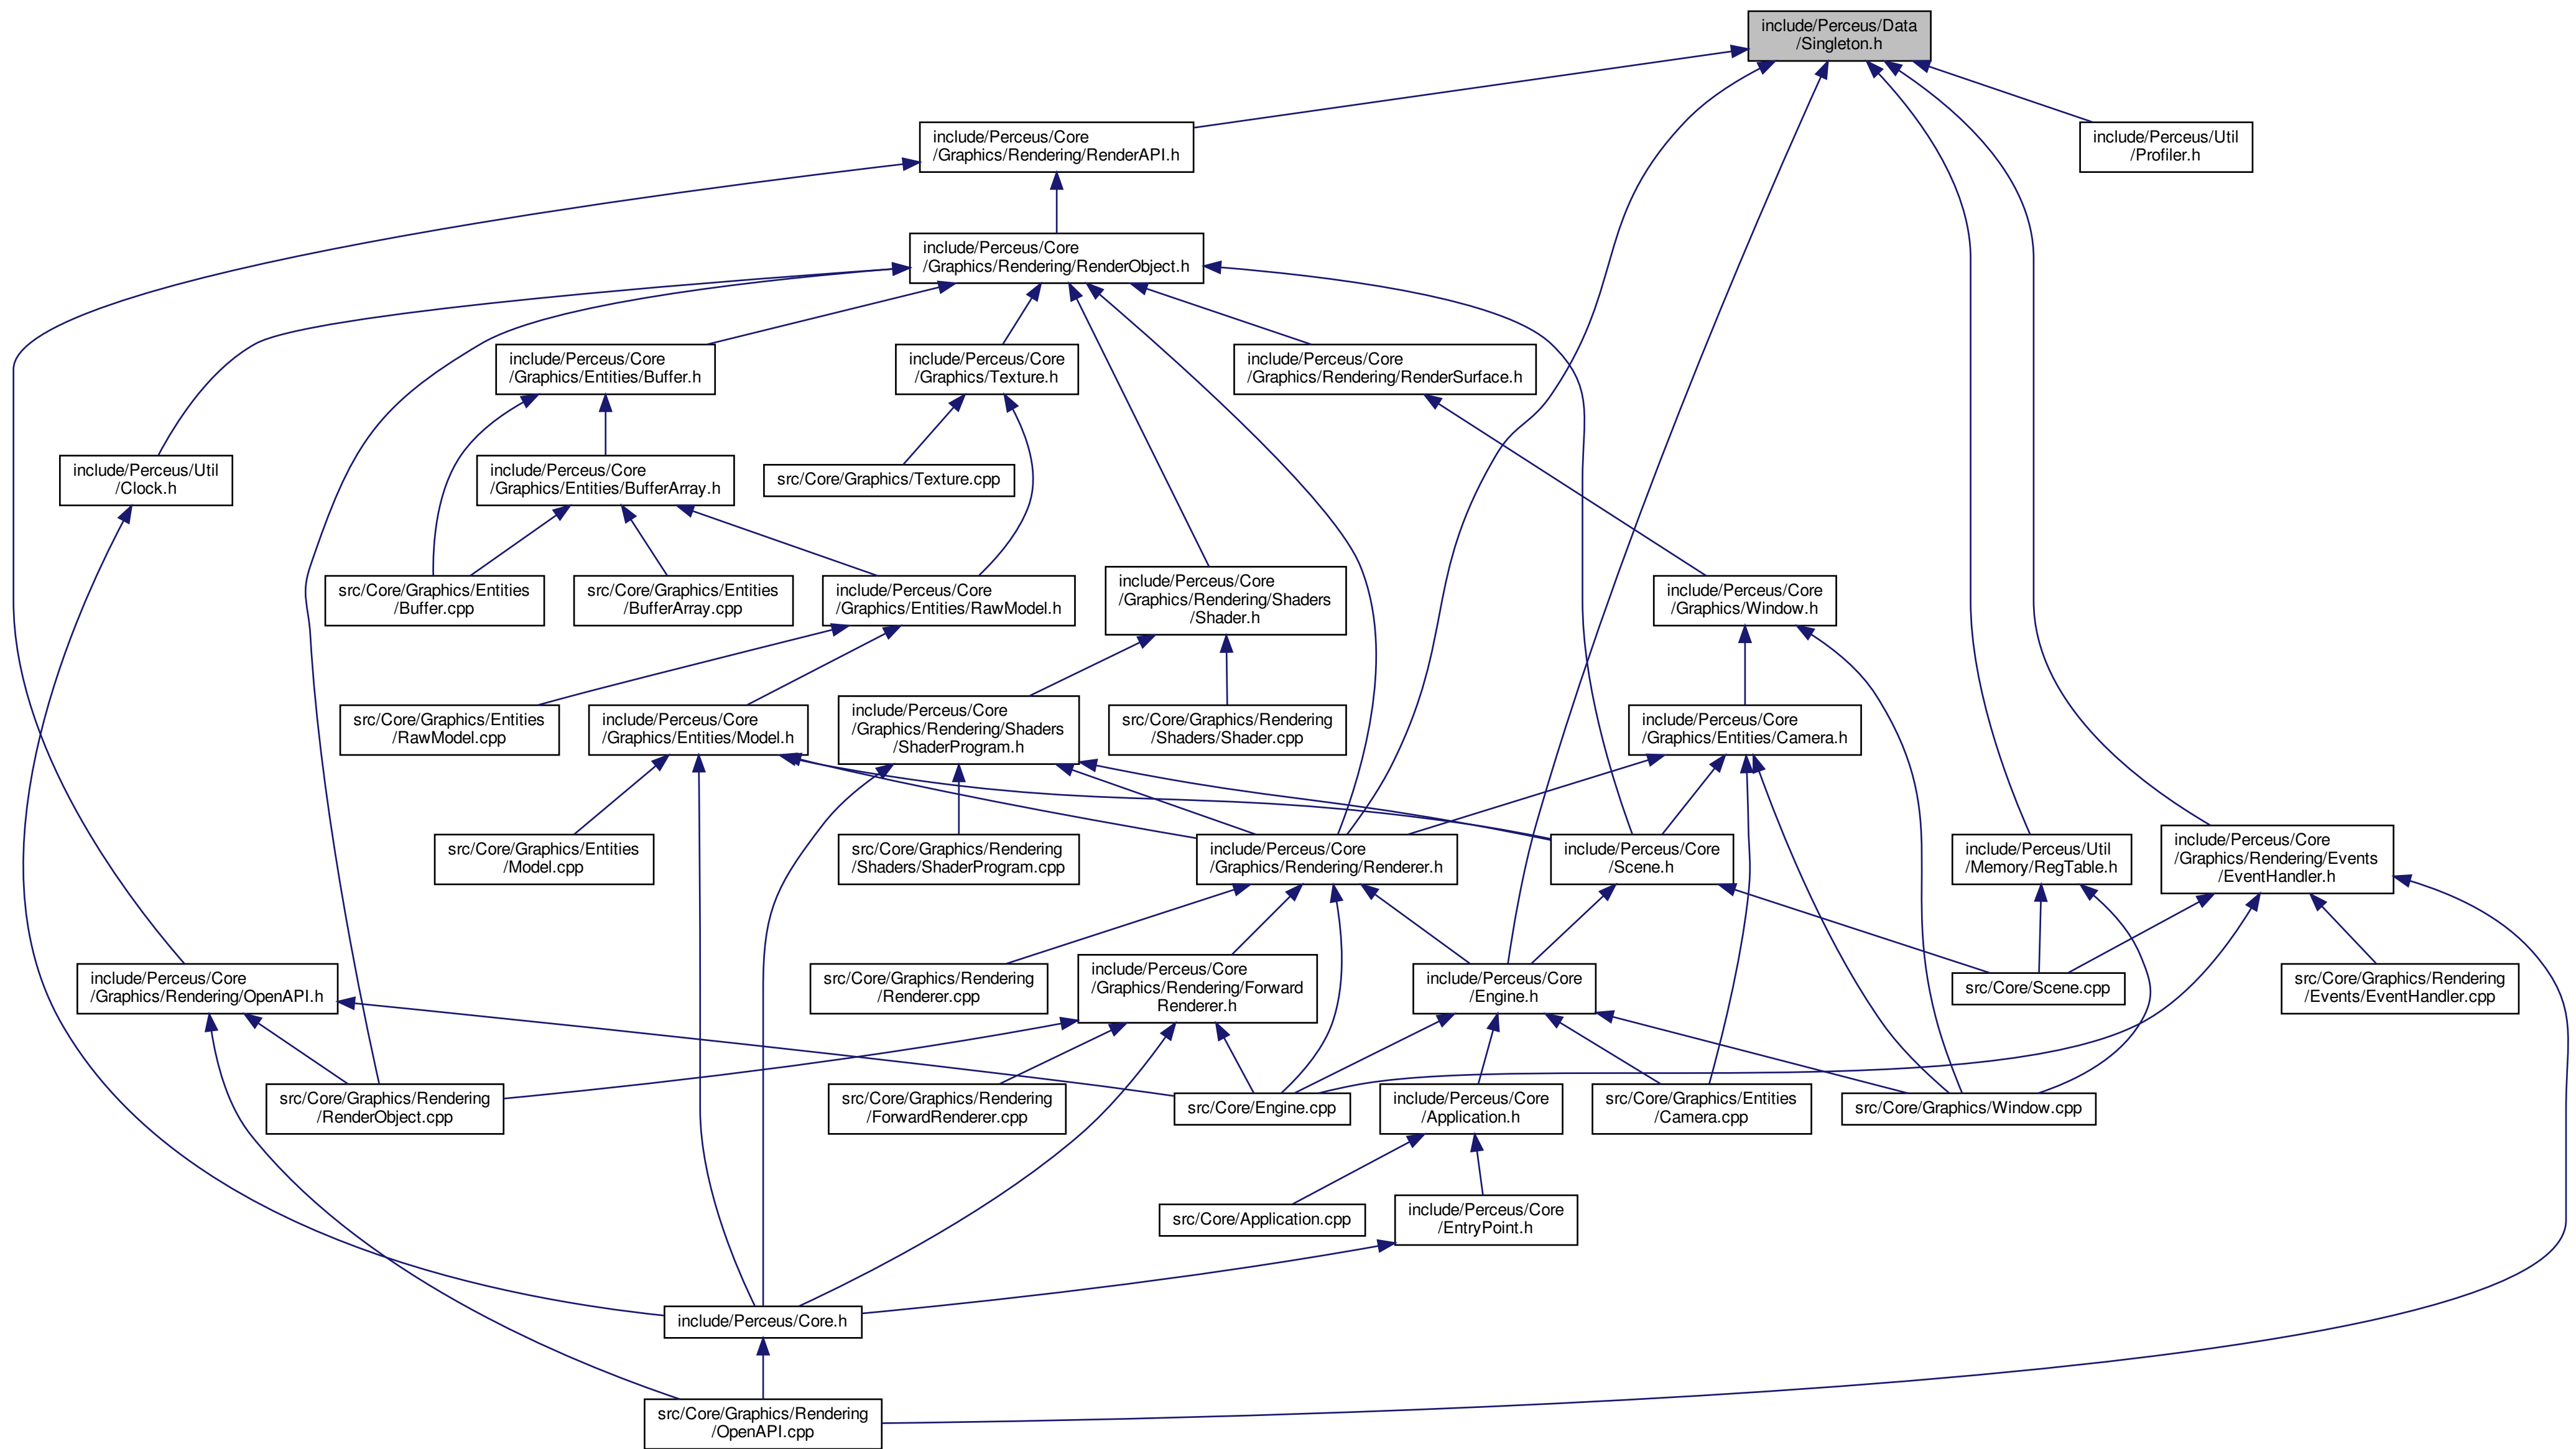 include/Perceus/Data
/Singleton.h
include/Perceus/Core
/Graphics/Rendering/RenderAPI.h
include/Perceus/Util
/Profiler.h
include/Perceus/Core
/Graphics/Rendering/RenderObject.h
include/Perceus/Core
/Graphics/Entities/Buffer.h
include/Perceus/Core
/Graphics/Texture.h
include/Perceus/Core
/Graphics/Rendering/RenderSurface.h
include/Perceus/Util
/Clock.h
include/Perceus/Core
/Graphics/Entities/BufferArray.h
src/Core/Graphics/Texture.cpp
src/Core/Graphics/Entities
/Buffer.cpp
src/Core/Graphics/Entities
/BufferArray.cpp
include/Perceus/Core
/Graphics/Entities/RawModel.h
include/Perceus/Core
/Graphics/Rendering/Shaders
/Shader.h
include/Perceus/Core
/Graphics/Window.h
src/Core/Graphics/Entities
/RawModel.cpp
include/Perceus/Core
/Graphics/Entities/Model.h
include/Perceus/Core
/Graphics/Rendering/Shaders
/ShaderProgram.h
src/Core/Graphics/Rendering
/Shaders/Shader.cpp
include/Perceus/Core
/Graphics/Entities/Camera.h
src/Core/Graphics/Entities
/Model.cpp
src/Core/Graphics/Rendering
/Shaders/ShaderProgram.cpp
include/Perceus/Core
/Graphics/Rendering/Renderer.h
include/Perceus/Core
/Scene.h
include/Perceus/Util
/Memory/RegTable.h
include/Perceus/Core
/Graphics/Rendering/Events
/EventHandler.h
include/Perceus/Core
/Graphics/Rendering/OpenAPI.h
src/Core/Graphics/Rendering
/Renderer.cpp
include/Perceus/Core
/Graphics/Rendering/Forward
Renderer.h
include/Perceus/Core
/Engine.h
src/Core/Scene.cpp
src/Core/Graphics/Rendering
/Events/EventHandler.cpp
src/Core/Graphics/Rendering
/RenderObject.cpp
src/Core/Graphics/Rendering
/ForwardRenderer.cpp
src/Core/Engine.cpp
include/Perceus/Core
/Application.h
src/Core/Graphics/Entities
/Camera.cpp
src/Core/Graphics/Window.cpp
src/Core/Application.cpp
include/Perceus/Core
/EntryPoint.h
include/Perceus/Core.h
src/Core/Graphics/Rendering
/OpenAPI.cpp